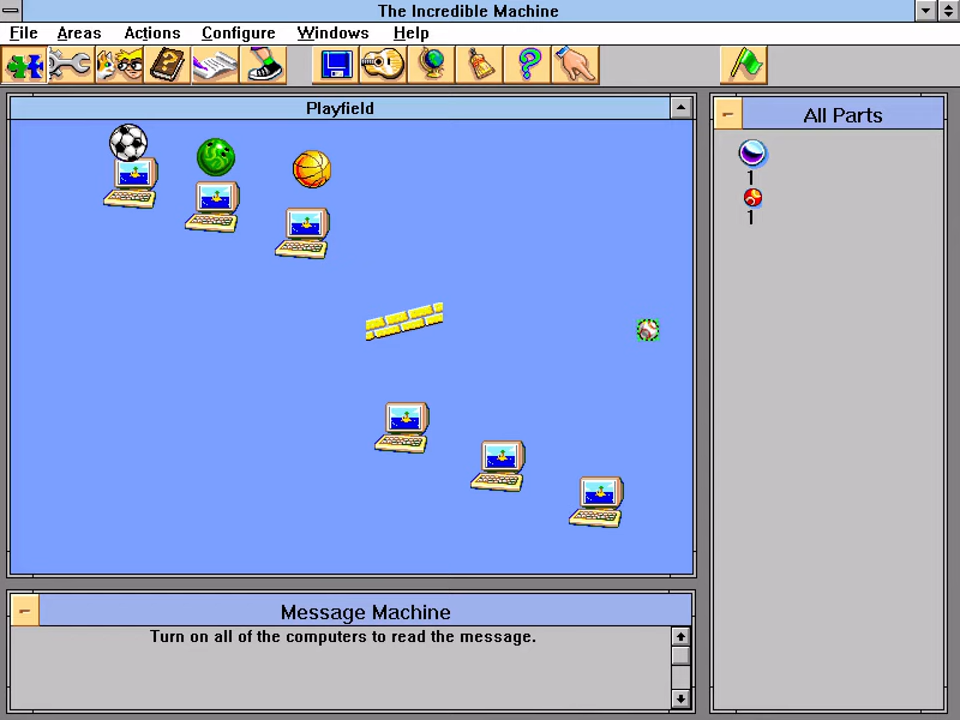 The Incredible Machine
File Areas Actions Configure Windows Help
Playfield
All Parts
1
1
Message Machine
Turn on all of the computers to read the message.